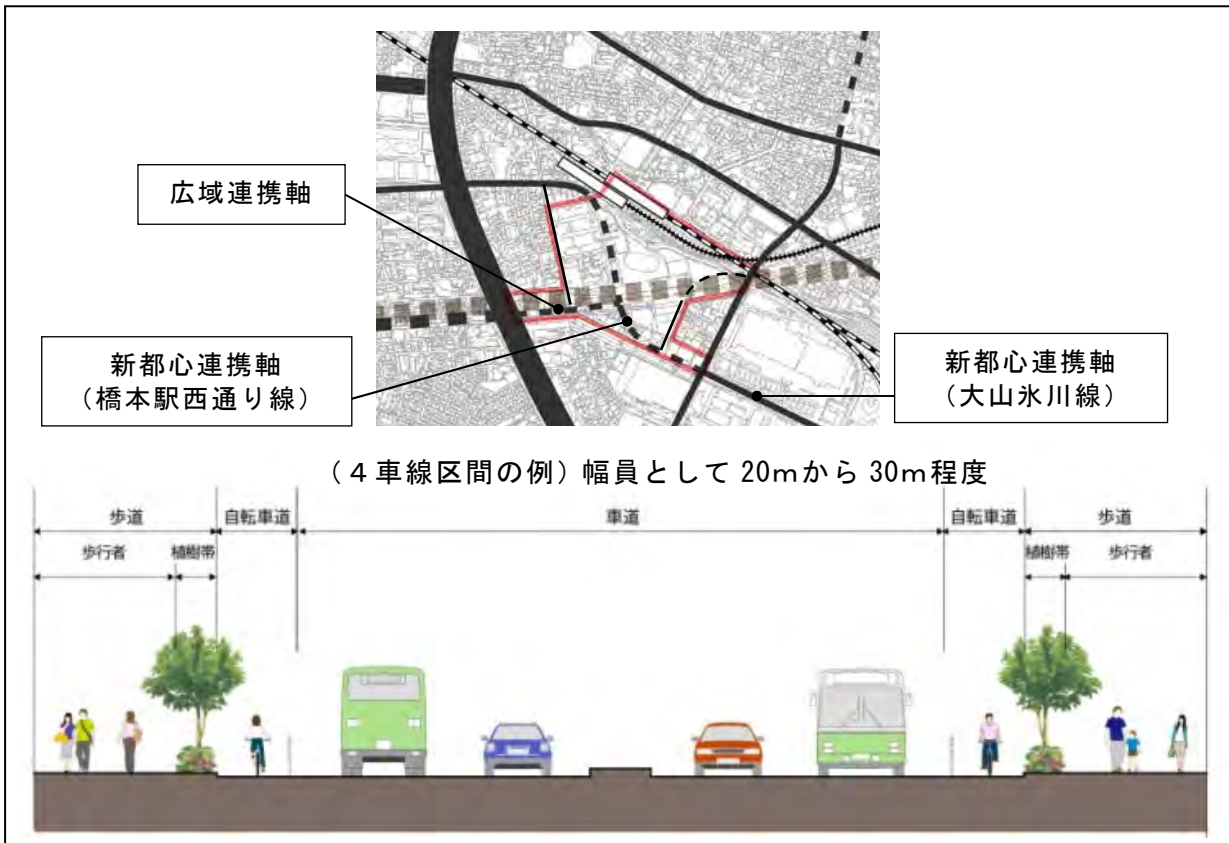 広域連携軸
新都心連携軸
(橋本駅西通り線)
新都心連携軸
(大山氷川線)
(4車線区間の例)幅員として 20mから 30m程度
歩道 自転車道 車道 自転車道 歩道
歩行者 植樹帯 植樹帯 歩行者